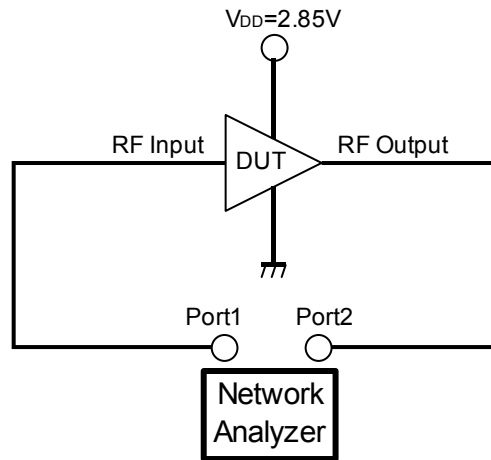 VDD=2.85V
RF Input
DUT
RF Output
Port1
Port2
Network
Analyzer